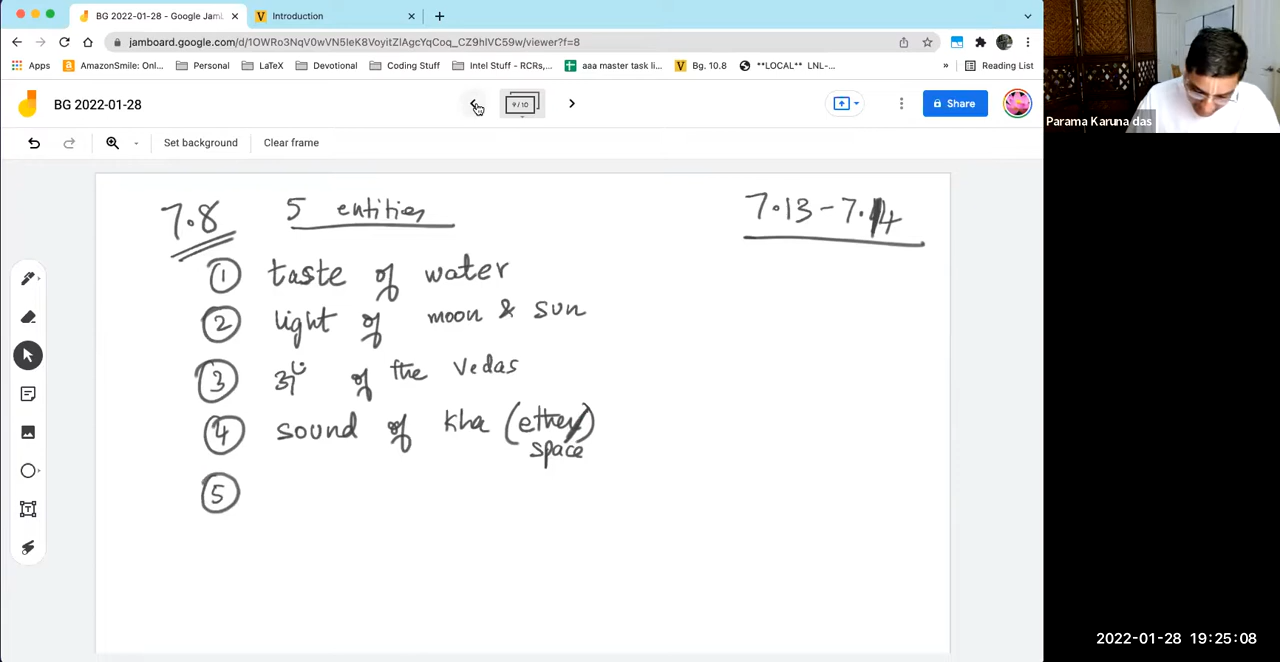 BG 2022-01-28 - Google Jam
Introduction
jamboard.google.com/d/1OWRo3NqV0wVN5leK8VoyitZlAgcYqCoq_CZ9hlVC59w/viewer?f=8
Apps
AmazonSmile: Onl...
Personal
LaTeX
Devotional
Coding Stuff
Intel Stuff - RCRs,...
aaa master task li...
Bg. 10.8
**LOCAL** LNL-...
»
Reading List
BG 2022-01-28
9 / 10
Share
Set background
Clear frame
Parama Karuna das
7.8 5 entities
7.13 - 7.14
① taste of water
② light of moon & sun
③ of the Vedas
④ sound of kha (ether/
space)
⑤
2022-01-28 19:25:08